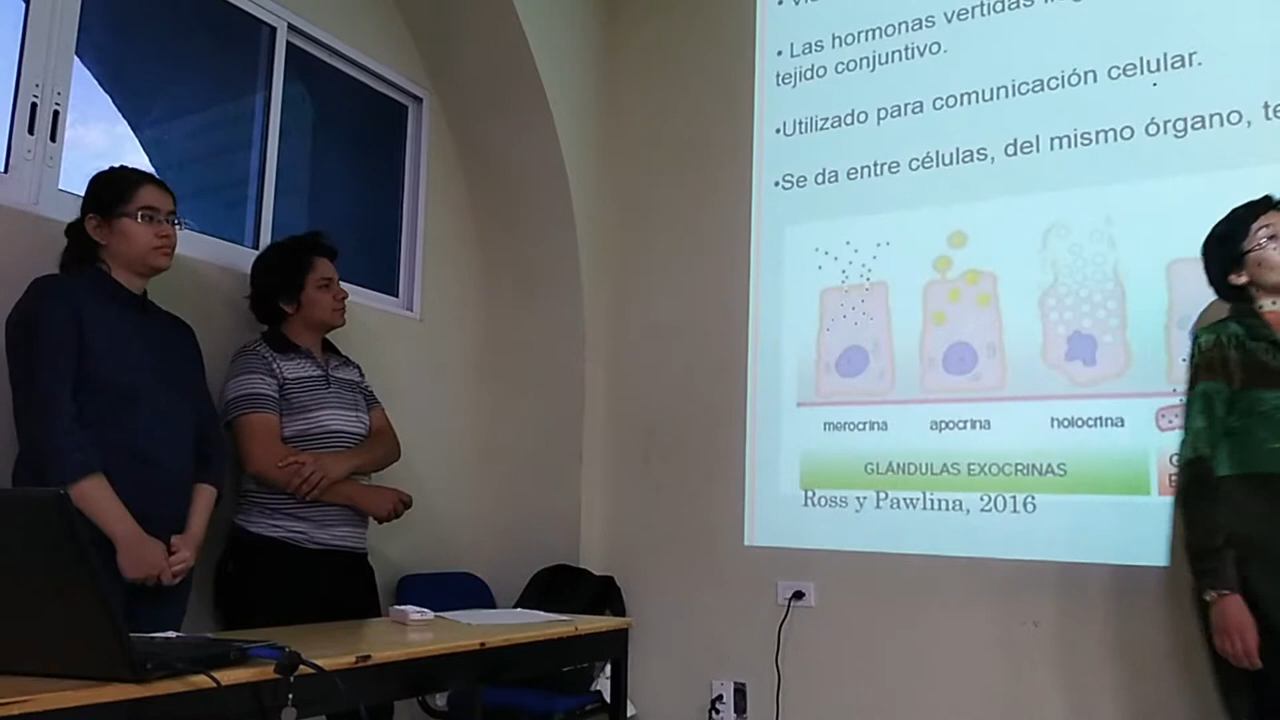 • Las hormonas vertidas
tejido conjuntivo.
•Utilizado para comunicación celular.
•Se da entre células, del mismo órgano,
merocrina apocrina holocrina
GLÁNDULAS EXOCRINAS
Ross y Pawlina, 2016